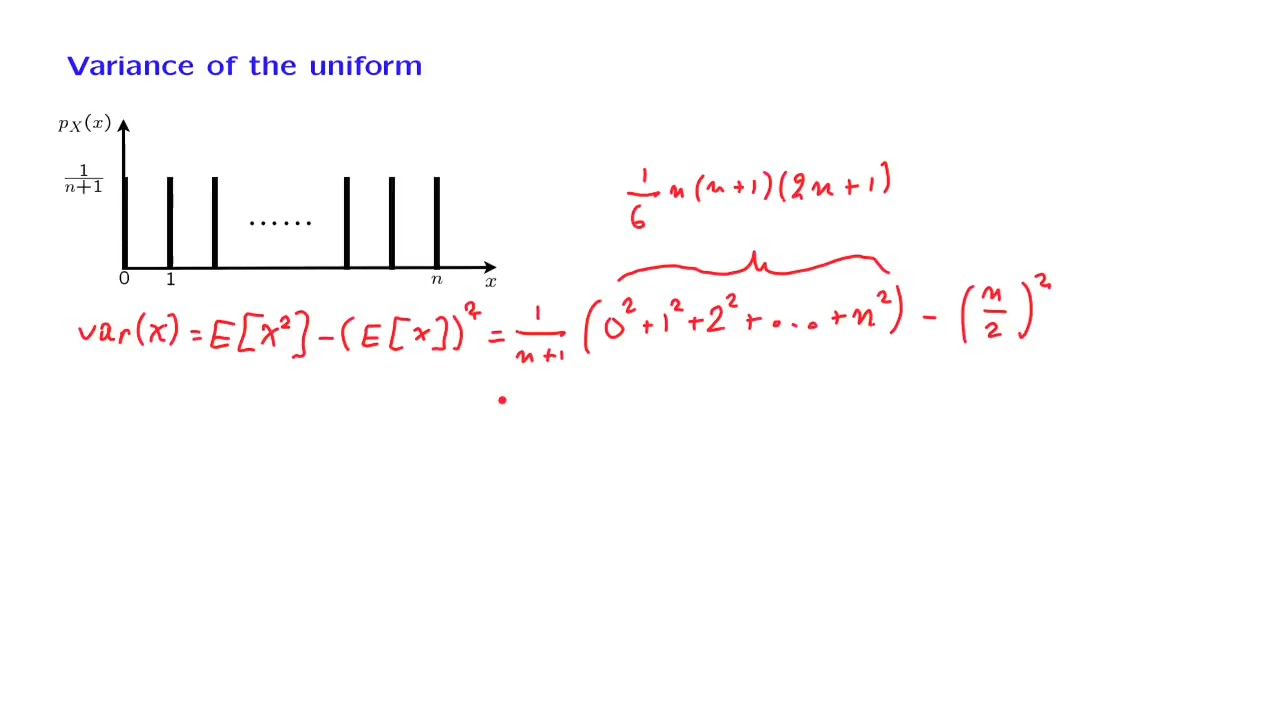 Variance of the uniform
p_X(x)
1/(n+1)
......
0 1 n x
1/6 n(n+1)(2n+1)
var(X) = E[X²] − (E[X])² = 1/(n+1) (0² + 1² + 2² + ... + n²) − (n/2)²